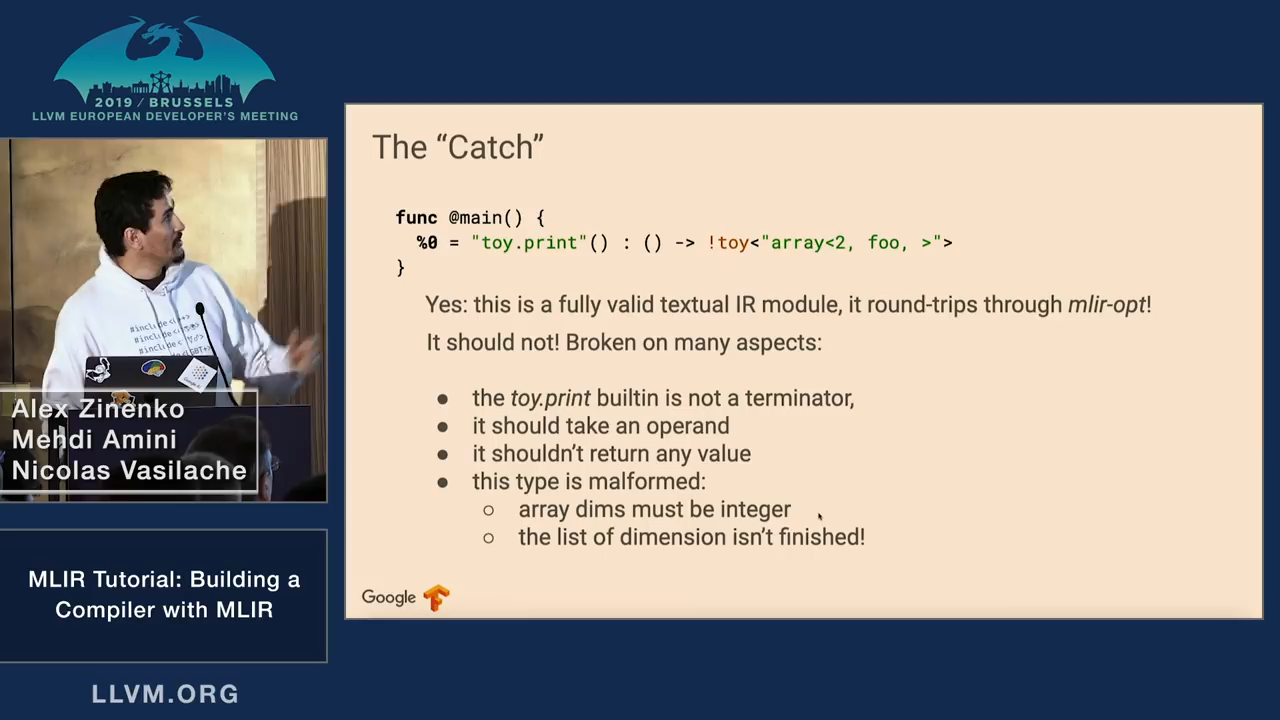 2019 / BRUSSELS
LLVM EUROPEAN DEVELOPER'S MEETING
The “Catch”
func @main() {
%0 = "toy.print"() : () -> !toy<"array<2, foo, >">
}
Yes: this is a fully valid textual IR module, it round-trips through mlir-opt!
It should not! Broken on many aspects:
● the toy.print builtin is not a terminator,
● it should take an operand
● it shouldn’t return any value
● this type is malformed:
○ array dims must be integer
○ the list of dimension isn’t finished!
Google
#include<c++>
Alex Zinenko
Mehdi Amini
Nicolas Vasilache
MLIR Tutorial: Building a
Compiler with MLIR
LLVM.ORG